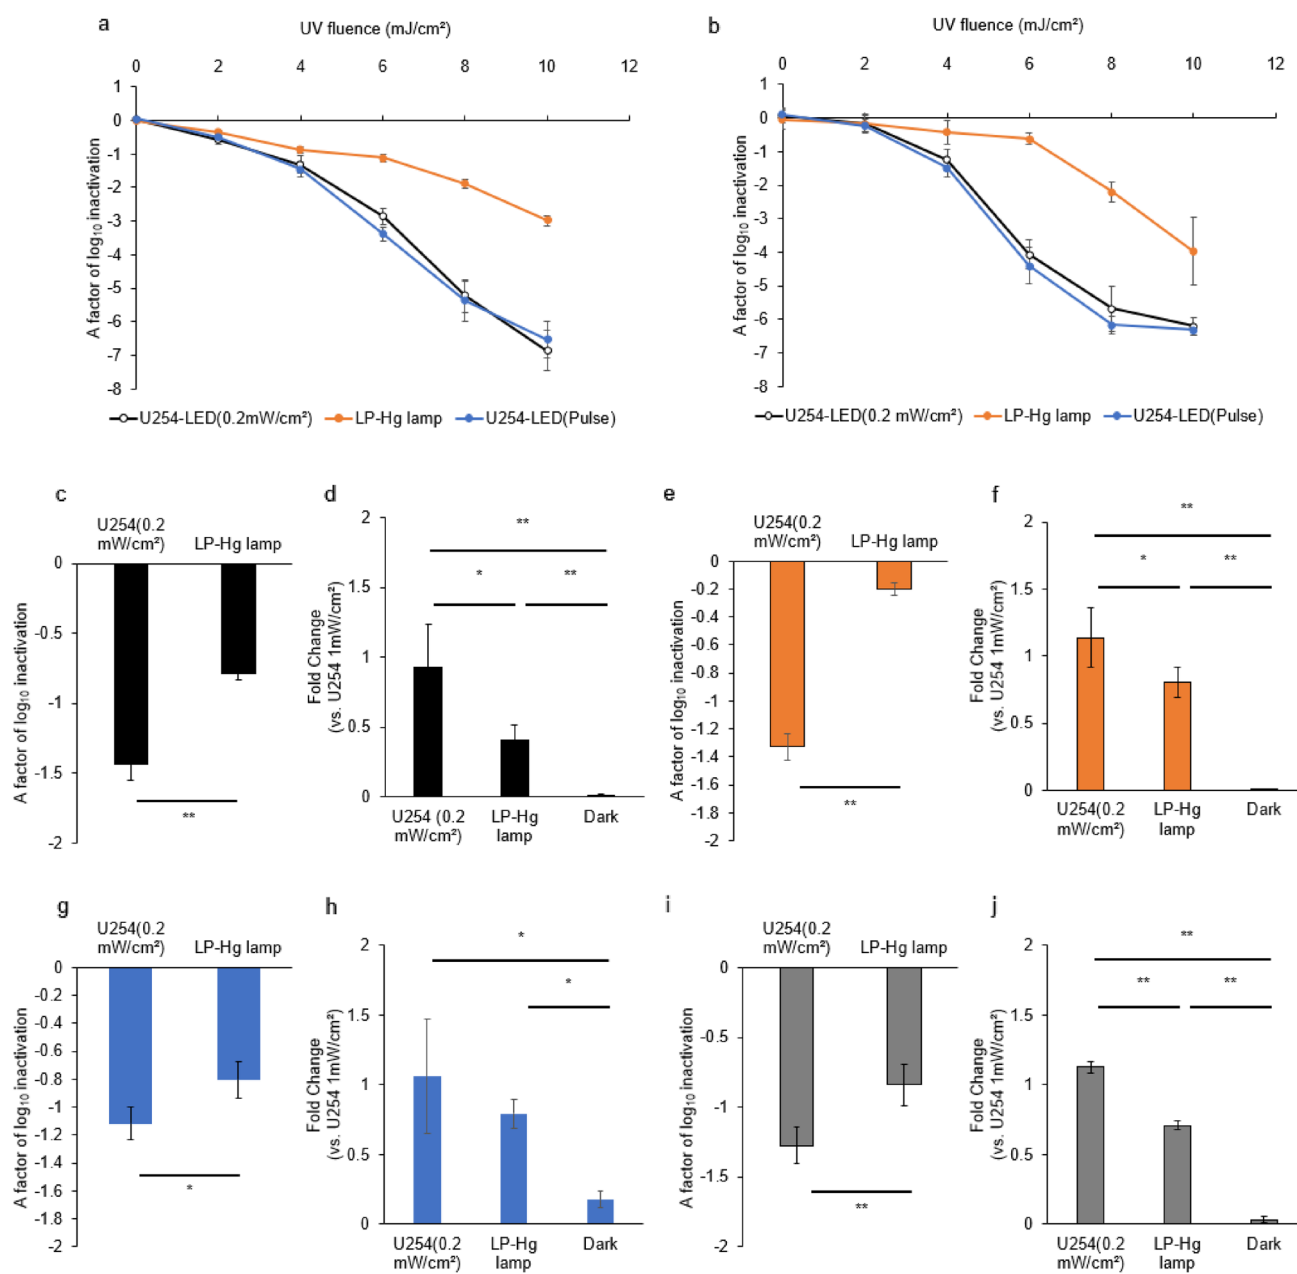 a
UV fluence (mJ/cm²)
0 2 4 6 8 10 12
1
0
-1
-2
-3
-4
-5
-6
-7
-8
A factor of log₁₀ inactivation
U254-LED(0.2mW/cm²) LP-Hg lamp U254-LED(Pulse)
b
UV fluence (mJ/cm²)
0 2 4 6 8 10 12
1
0
-1
-2
-3
-4
-5
-6
-7
-8
A factor of log₁₀ inactivation
U254-LED(0.2 mW/cm²) LP-Hg lamp U254-LED(Pulse)
c
U254(0.2
mW/cm²) LP-Hg lamp
0
-0.5
-1
-1.5
-2
A factor of log₁₀ inactivation
**
d
2
1.5
1
0.5
0
Fold Change
(vs. U254 1mW/cm²)
**
* **
U254 (0.2
mW/cm²)
LP-Hg
lamp
Dark
e
U254(0.2
mW/cm²) LP-Hg lamp
0
-0.2
-0.4
-0.6
-0.8
-1
-1.2
-1.4
-1.6
-1.8
-2
A factor of log₁₀ inactivation
**
f
2
1.5
1
0.5
0
Fold Change
(vs. U254 1mW/cm²)
**
* **
U254(0.2
mW/cm²)
LP-Hg
lamp
Dark
g
U254(0.2
mW/cm²) LP-Hg lamp
0
-0.2
-0.4
-0.6
-0.8
-1
-1.2
-1.4
-1.6
-1.8
-2
A factor of log₁₀ inactivation
*
h
2
1.5
1
0.5
0
Fold Change
(vs. U254 1mW/cm²)
*
*
U254(0.2
mW/cm²)
LP-Hg
lamp
Dark
i
U254(0.2
mW/cm²) LP-Hg lamp
0
-0.5
-1
-1.5
-2
A factor of log₁₀ inactivation
**
j
2
1.5
1
0.5
0
Fold Change
(vs. U254 1mW/cm²)
**
** **
U254(0.2
mW/cm²)
LP-Hg
lamp
Dark